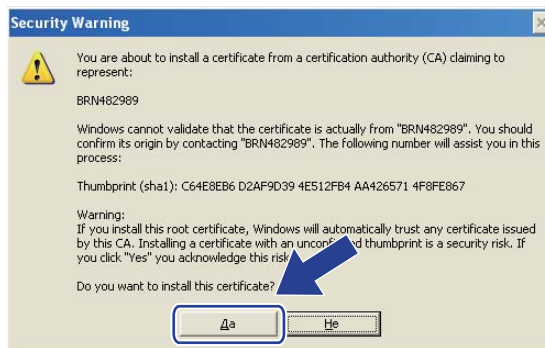 Security Warning
You are about to install a certificate from a certification authority (CA) claiming to
represent:
BRN482989
Windows cannot validate that the certificate is actually from "BRN482989". You should
confirm its origin by contacting "BRN482989". The following number will assist you in this
process:
Thumbprint (sha1): C64E8EB6 D2AF9D39 4E512FB4 AA426571 4F8FE867
Warning:
If you install this root certificate, Windows will automatically trust any certificate issued
by this CA. Installing a certificate with an unconfirmed thumbprint is a security risk. If
you click "Yes" you acknowledge this risk.
Do you want to install this certificate?
Да
Не